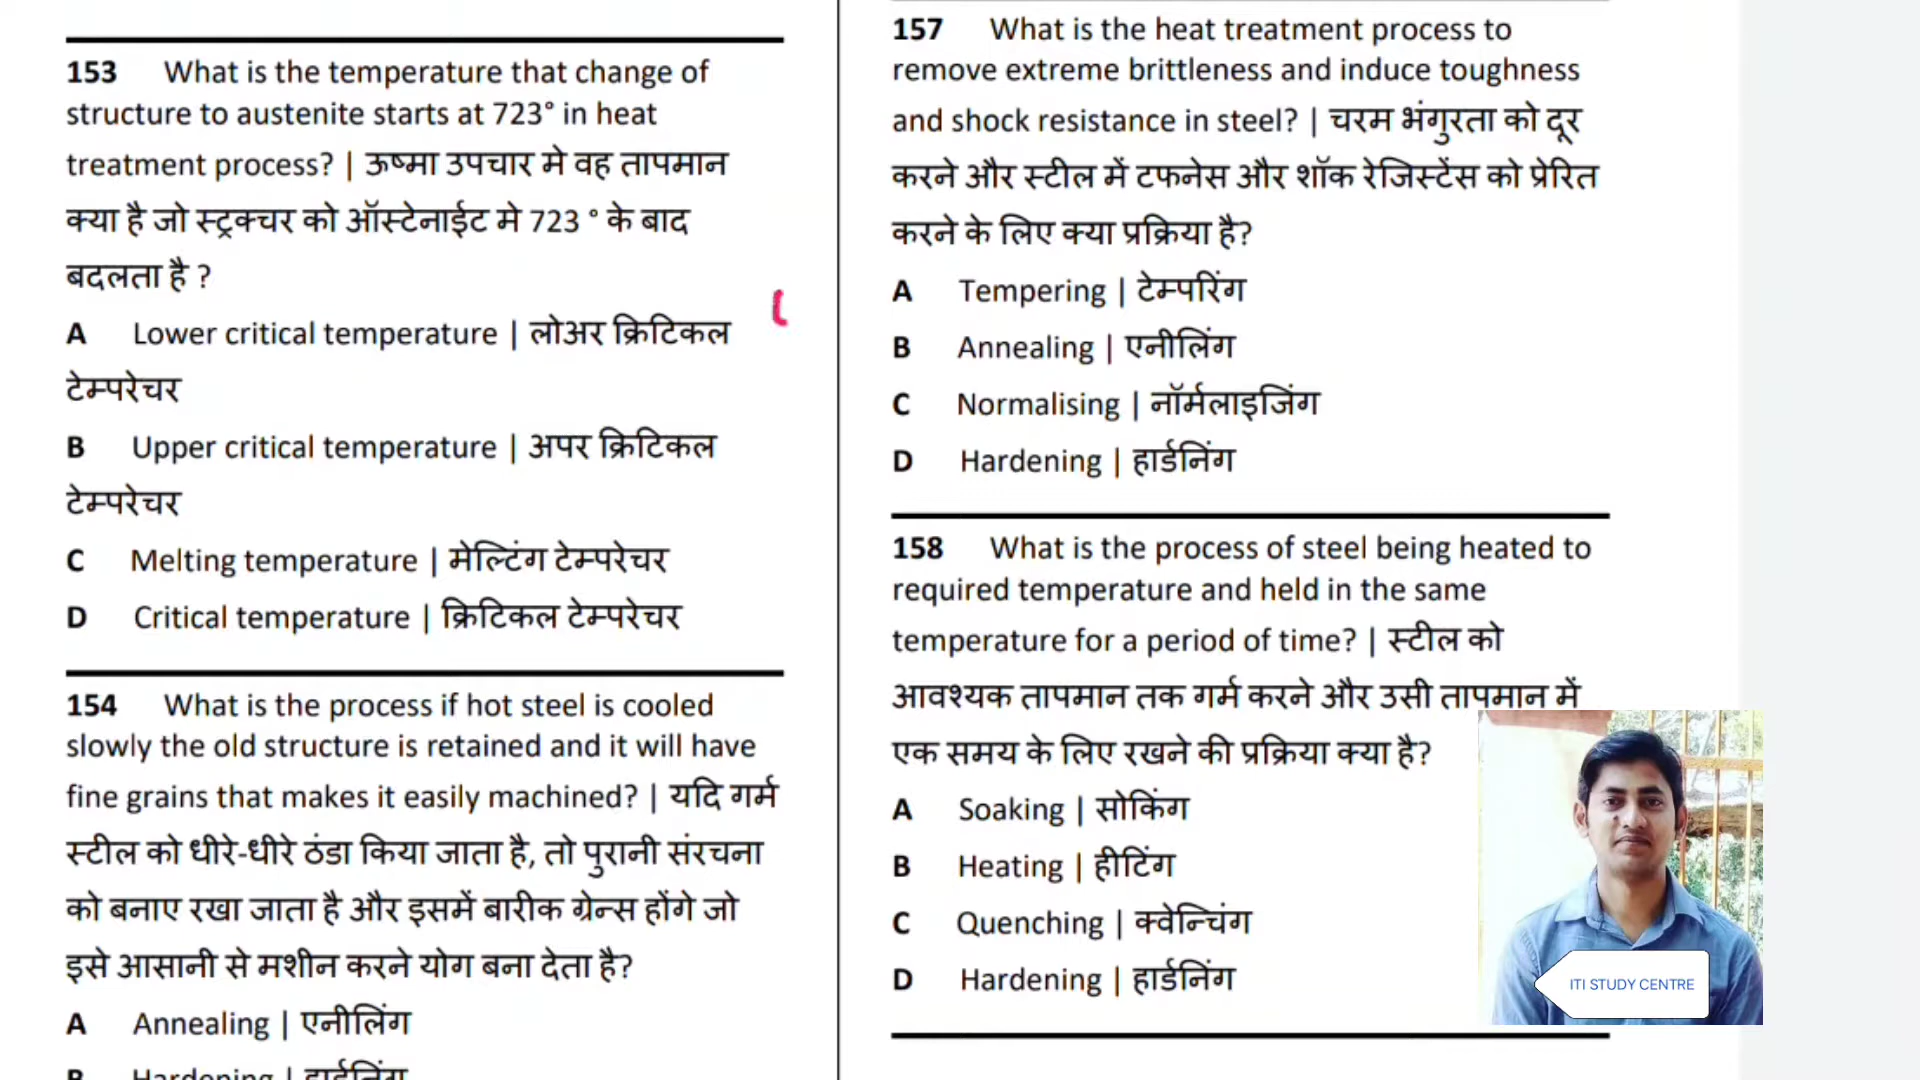 153 What is the temperature that change of
structure to austenite starts at 723° in heat
treatment process? | ऊष्मा उपचार मे वह तापमान
क्या है जो स्ट्रक्चर को ऑस्टेनाईट मे 723 ° के बाद
बदलता है ?
A Lower critical temperature | लोअर क्रिटिकल
टेम्परेचर
B Upper critical temperature | अपर क्रिटिकल
टेम्परेचर
C Melting temperature | मेल्टिंग टेम्परेचर
D Critical temperature | क्रिटिकल टेम्परेचर
154 What is the process if hot steel is cooled
slowly the old structure is retained and it will have
fine grains that makes it easily machined? | यदि गर्म
स्टील को धीरे-धीरे ठंडा किया जाता है, तो पुरानी संरचना
को बनाए रखा जाता है और इसमें बारीक ग्रेन्स होंगे जो
इसे आसानी से मशीन करने योग बना देता है?
A Annealing | एनीलिंग
B Hardening | हार्डनिंग
157 What is the heat treatment process to
remove extreme brittleness and induce toughness
and shock resistance in steel? | चरम भंगुरता को दूर
करने और स्टील में टफनेस और शॉक रेजिस्टेंस को प्रेरित
करने के लिए क्या प्रक्रिया है?
A Tempering | टेम्परिंग
B Annealing | एनीलिंग
C Normalising | नॉर्मलाइजिंग
D Hardening | हार्डनिंग
158 What is the process of steel being heated to
required temperature and held in the same
temperature for a period of time? | स्टील को
आवश्यक तापमान तक गर्म करने और उसी तापमान में
एक समय के लिए रखने की प्रक्रिया क्या है?
A Soaking | सोकिंग
B Heating | हीटिंग
C Quenching | क्वेन्चिंग
D Hardening | हार्डनिंग
ITI STUDY CENTRE